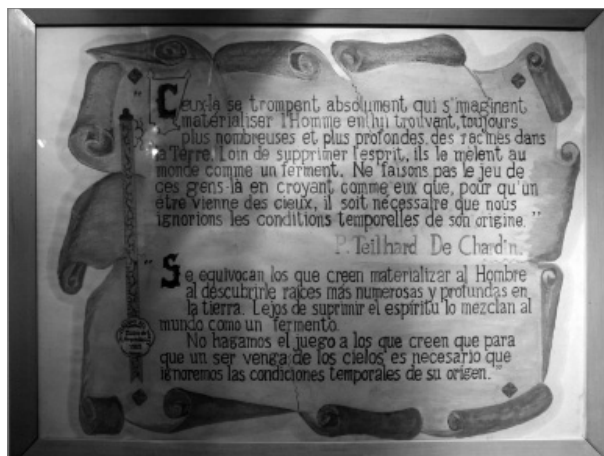 "Ceux-là se trompent absolument qui s'imaginent
matérialiser l'Homme en lui trouvant, toujours
plus nombreuses et plus profondes, des racines dans
la Terre. Loin de supprimer l'esprit, ils le mêlent au
monde comme un ferment. Ne faisons pas le jeu de
ces gens-là en croyant comme eux que, pour qu'un
être vienne des cieux, il soit nécessaire que nous
ignorions les conditions temporelles de son origine."
P. Teilhard De Chardin.
"Se equivocan los que creen materializar al Hombre
al descubrirle raíces más numerosas y profundas en
la tierra. Lejos de suprimir el espíritu lo mezclan al
mundo como un fermento.
No hagamos el juego a los que creen que para
que un ser venga de los cielos es necesario que
ignoremos las condiciones temporales de su origen."